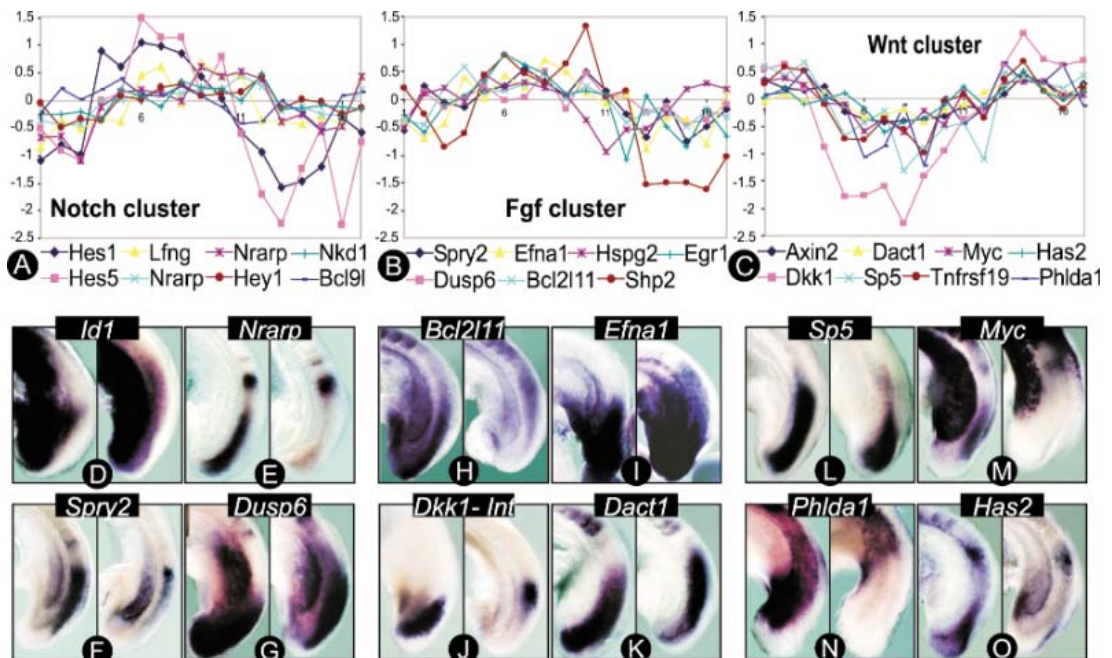 1.5
1
0.5
0
-0.5
-1
-1.5
-2
-2.5
6
11
Notch cluster
A
Hes1 Lfng Nrarp Nkd1
Hes5 Nrarp Hey1 Bcl9l
1.5
1
0.5
0
-0.5
-1
-1.5
-2
-2.5
6
11
Fgf cluster
B
Spry2 Efna1 Hspg2 Egr1
Dusp6 Bcl2l11 Shp2
1.5
1
0.5
0
-0.5
-1
-1.5
-2
-2.5
16
Wnt cluster
C
Axin2 Dact1 Myc Has2
Dkk1 Sp5 Tnfrsf19 Phlda1
Id1 Nrarp Bcl2l11 Efna1 Sp5 Myc
D E H I L M
Spry2 Dusp6 Dkk1- Int Dact1 Phlda1 Has2
F G J K N O